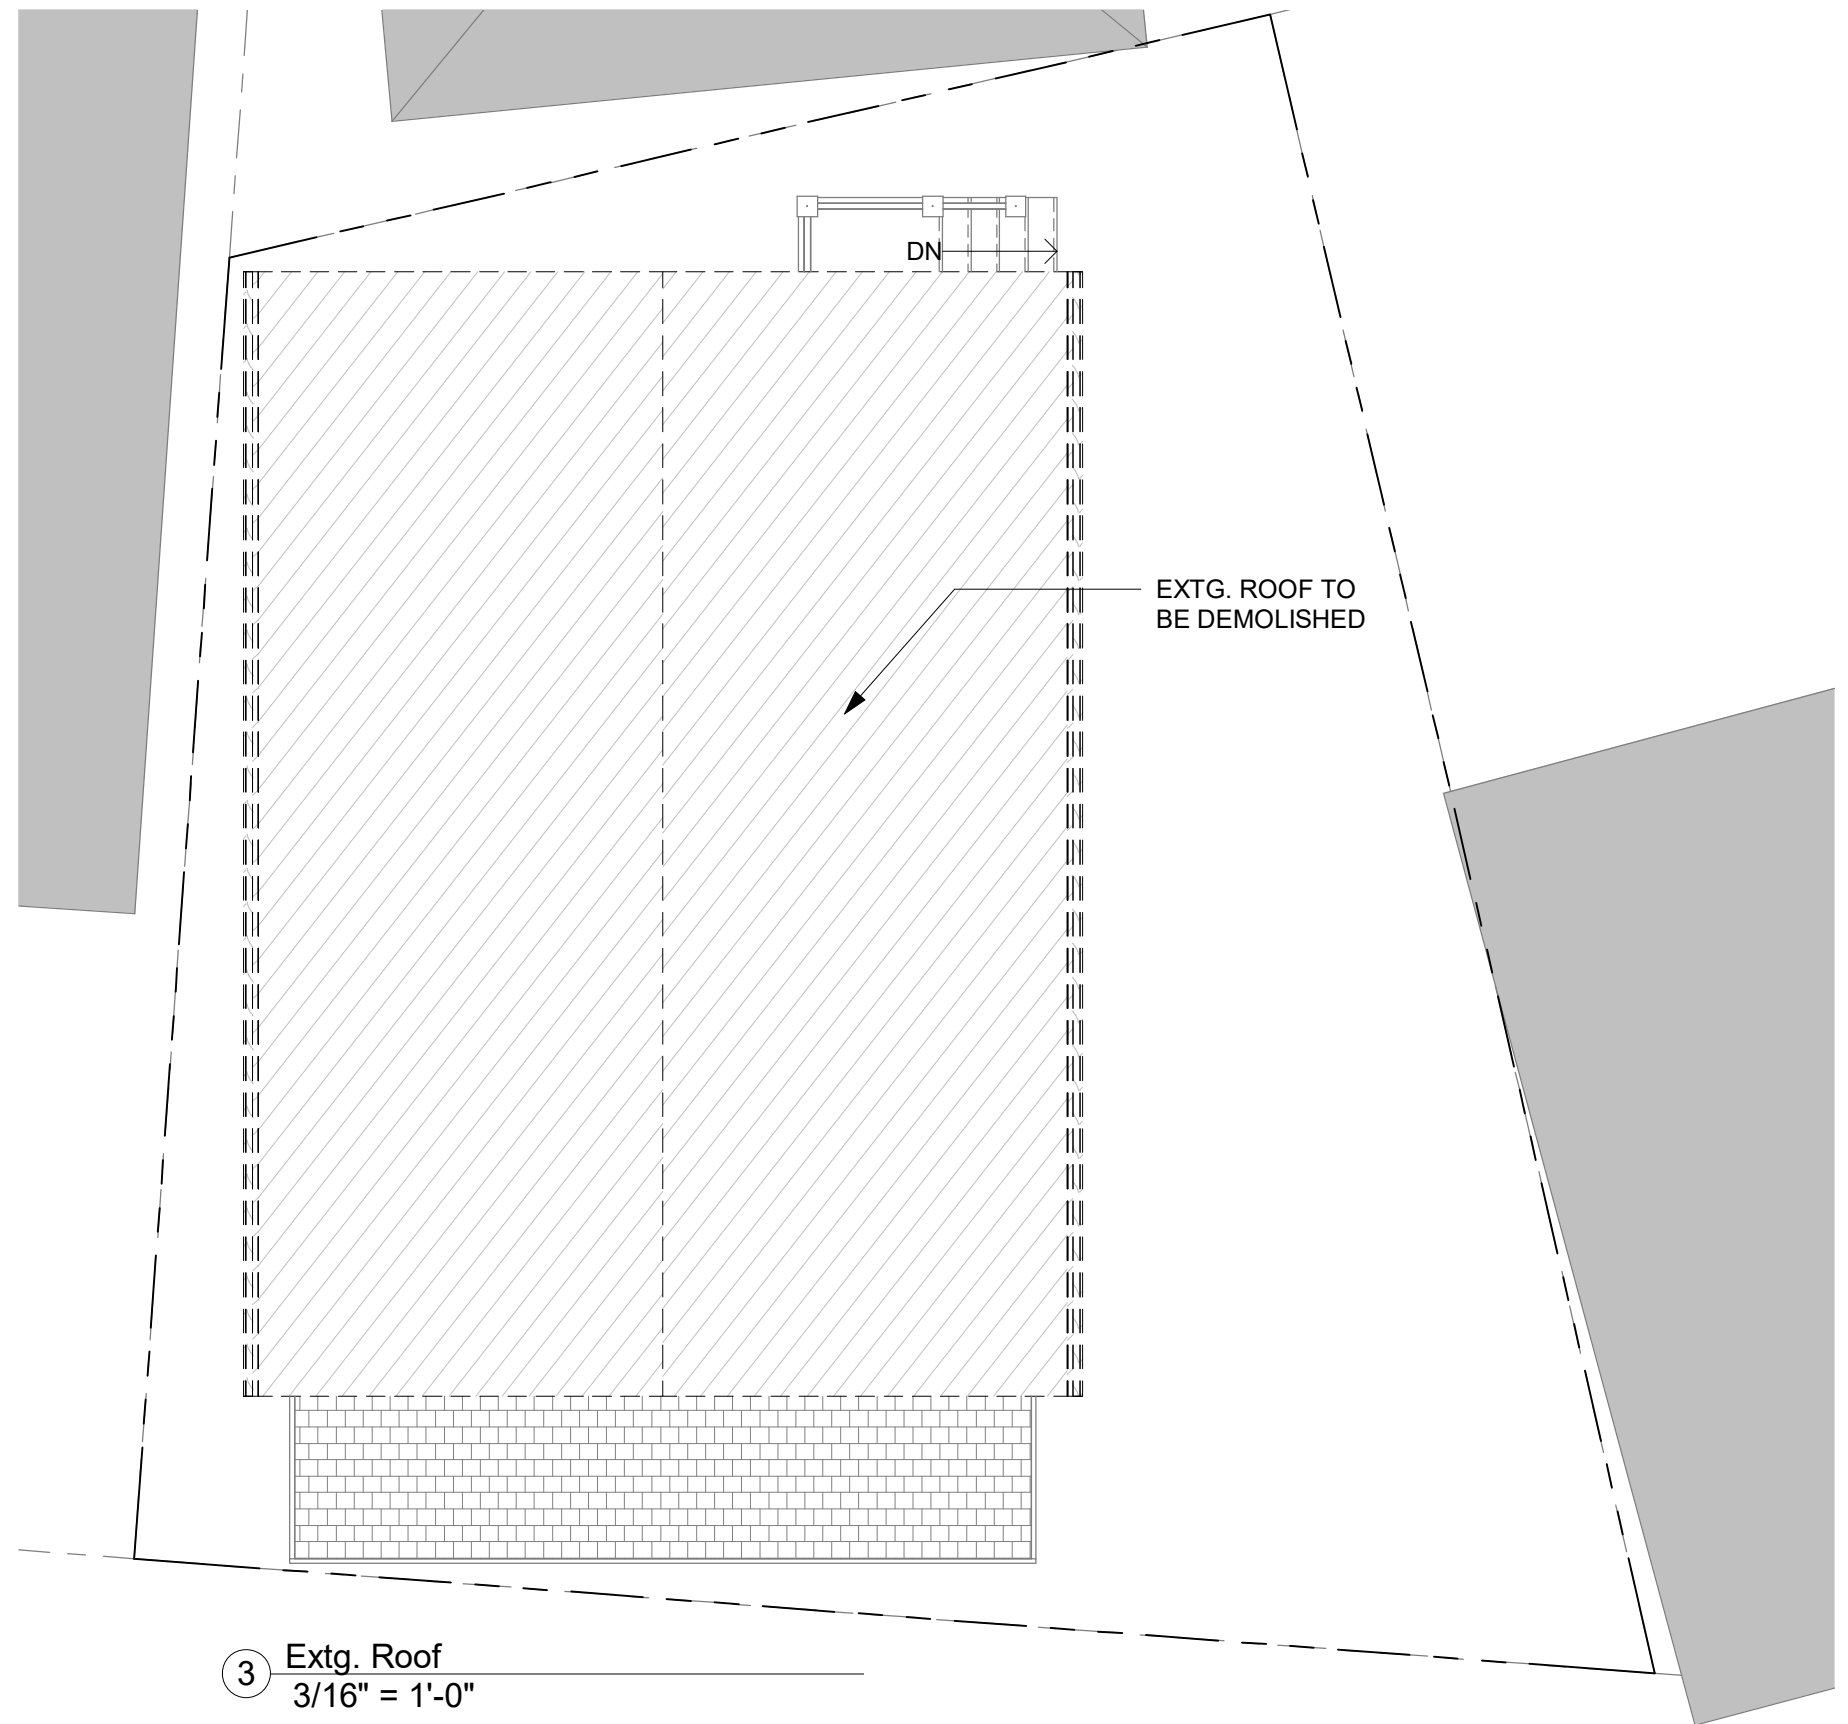 DN
EXTG. ROOF TO
BE DEMOLISHED
3
Extg. Roof
3/16" = 1'-0"